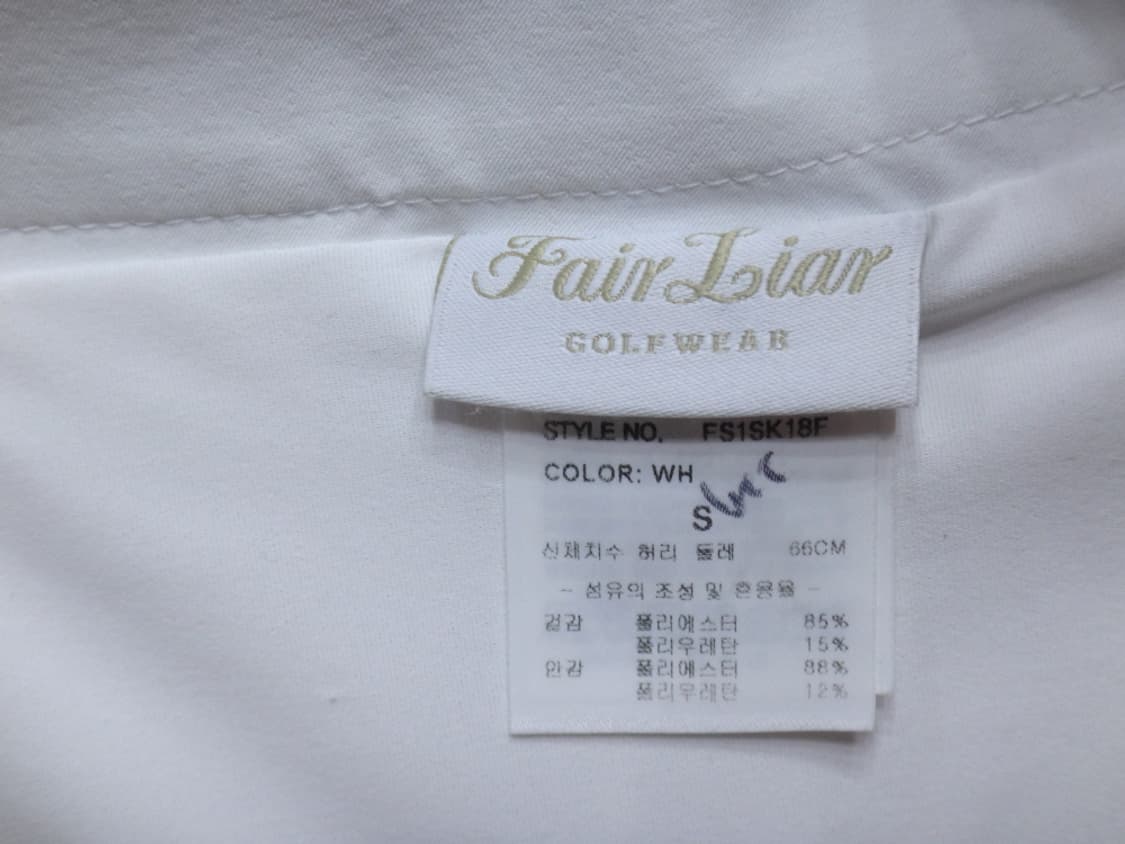 Fair Liar
GOLFWEAR
STYLE NO. FS1SK18F
COLOR: WH
S
신체치수 허리 둘레 66CM
- 섬유의 조성 및 혼용율 -
겉감 폴리에스터 85%
폴리우레탄 15%
안감 폴리에스터 88%
폴리우레탄 12%